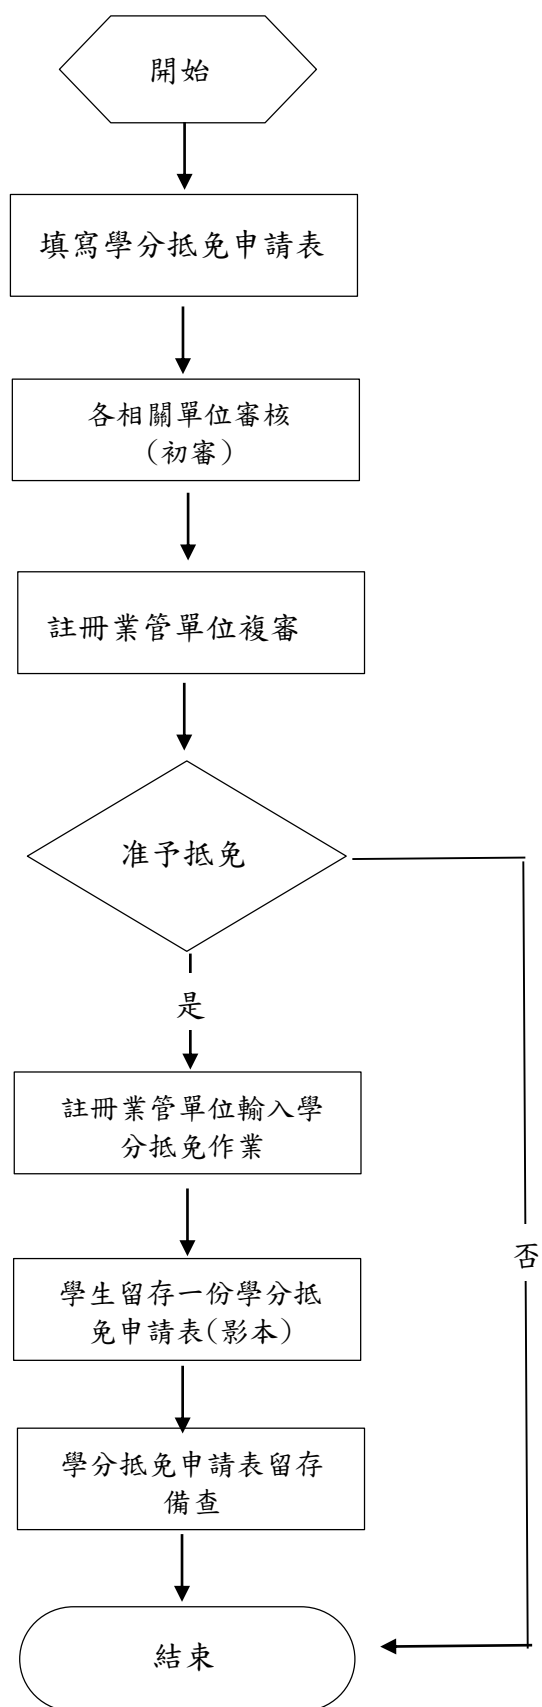 開始
填寫學分抵免申請表
各相關單位審核
(初審)
註冊業管單位複審
准予抵免
是
註冊業管單位輸入學
分抵免作業
否
學生留存一份學分抵
免申請表(影本)
學分抵免申請表留存
備查
結束